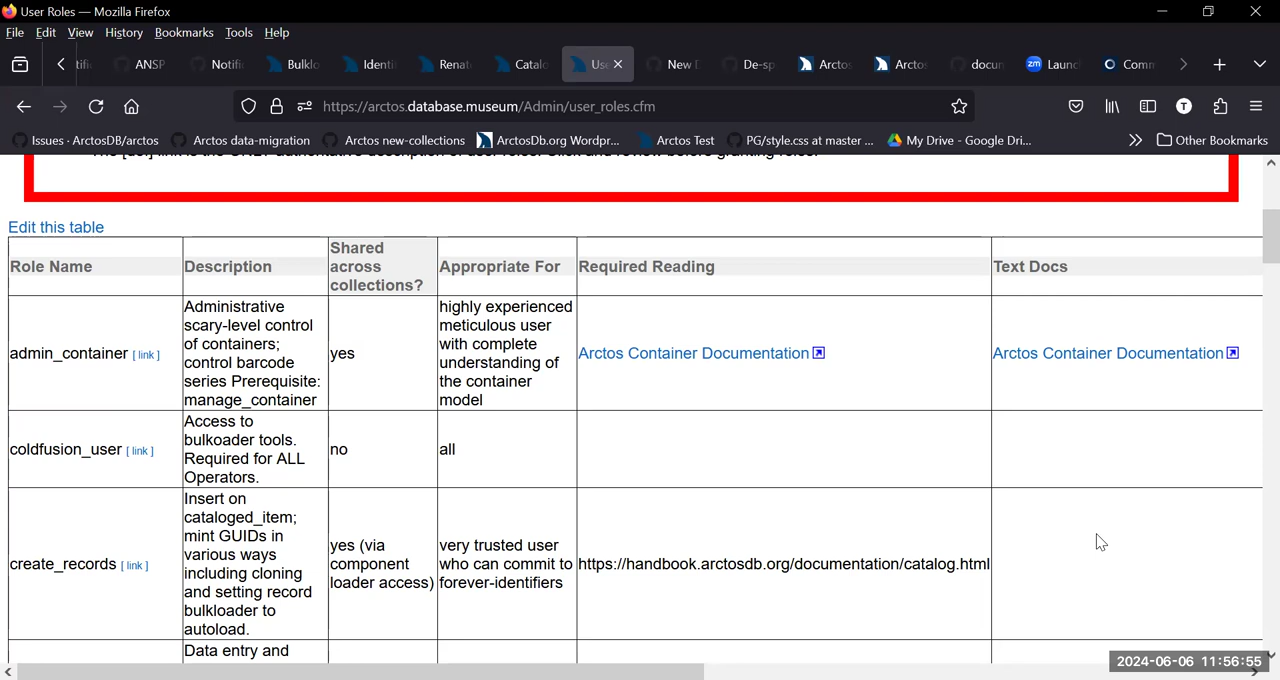 User Roles — Mozilla Firefox
File Edit View History Bookmarks Tools Help
tifi ANSP Notifi Bulklo Identi Renat Catalo Use New D De-sp Arctos Arctos docun Launc Comm
https://arctos.database.museum/Admin/user_roles.cfm
Issues · ArctosDB/arctos Arctos data-migration Arctos new-collections ArctosDb.org Wordpr... Arctos Test PG/style.css at master ... My Drive - Google Dri... Other Bookmarks
Edit this table
Role Name
Description
Shared
across
collections?
Appropriate For
Required Reading
Text Docs
admin_container [ link ]
Administrative
scary-level control
of containers;
control barcode
series Prerequisite:
manage_container
yes
highly experienced
meticulous user
with complete
understanding of
the container
model
Arctos Container Documentation
Arctos Container Documentation
coldfusion_user [ link ]
Access to
bulkoader tools.
Required for ALL
Operators.
no
all
create_records [ link ]
Insert on
cataloged_item;
mint GUIDs in
various ways
including cloning
and setting record
bulkloader to
autoload.
yes (via
component
loader access)
very trusted user
who can commit to
forever-identifiers
https://handbook.arctosdb.org/documentation/catalog.html
Data entry and
2024-06-06 11:56:55